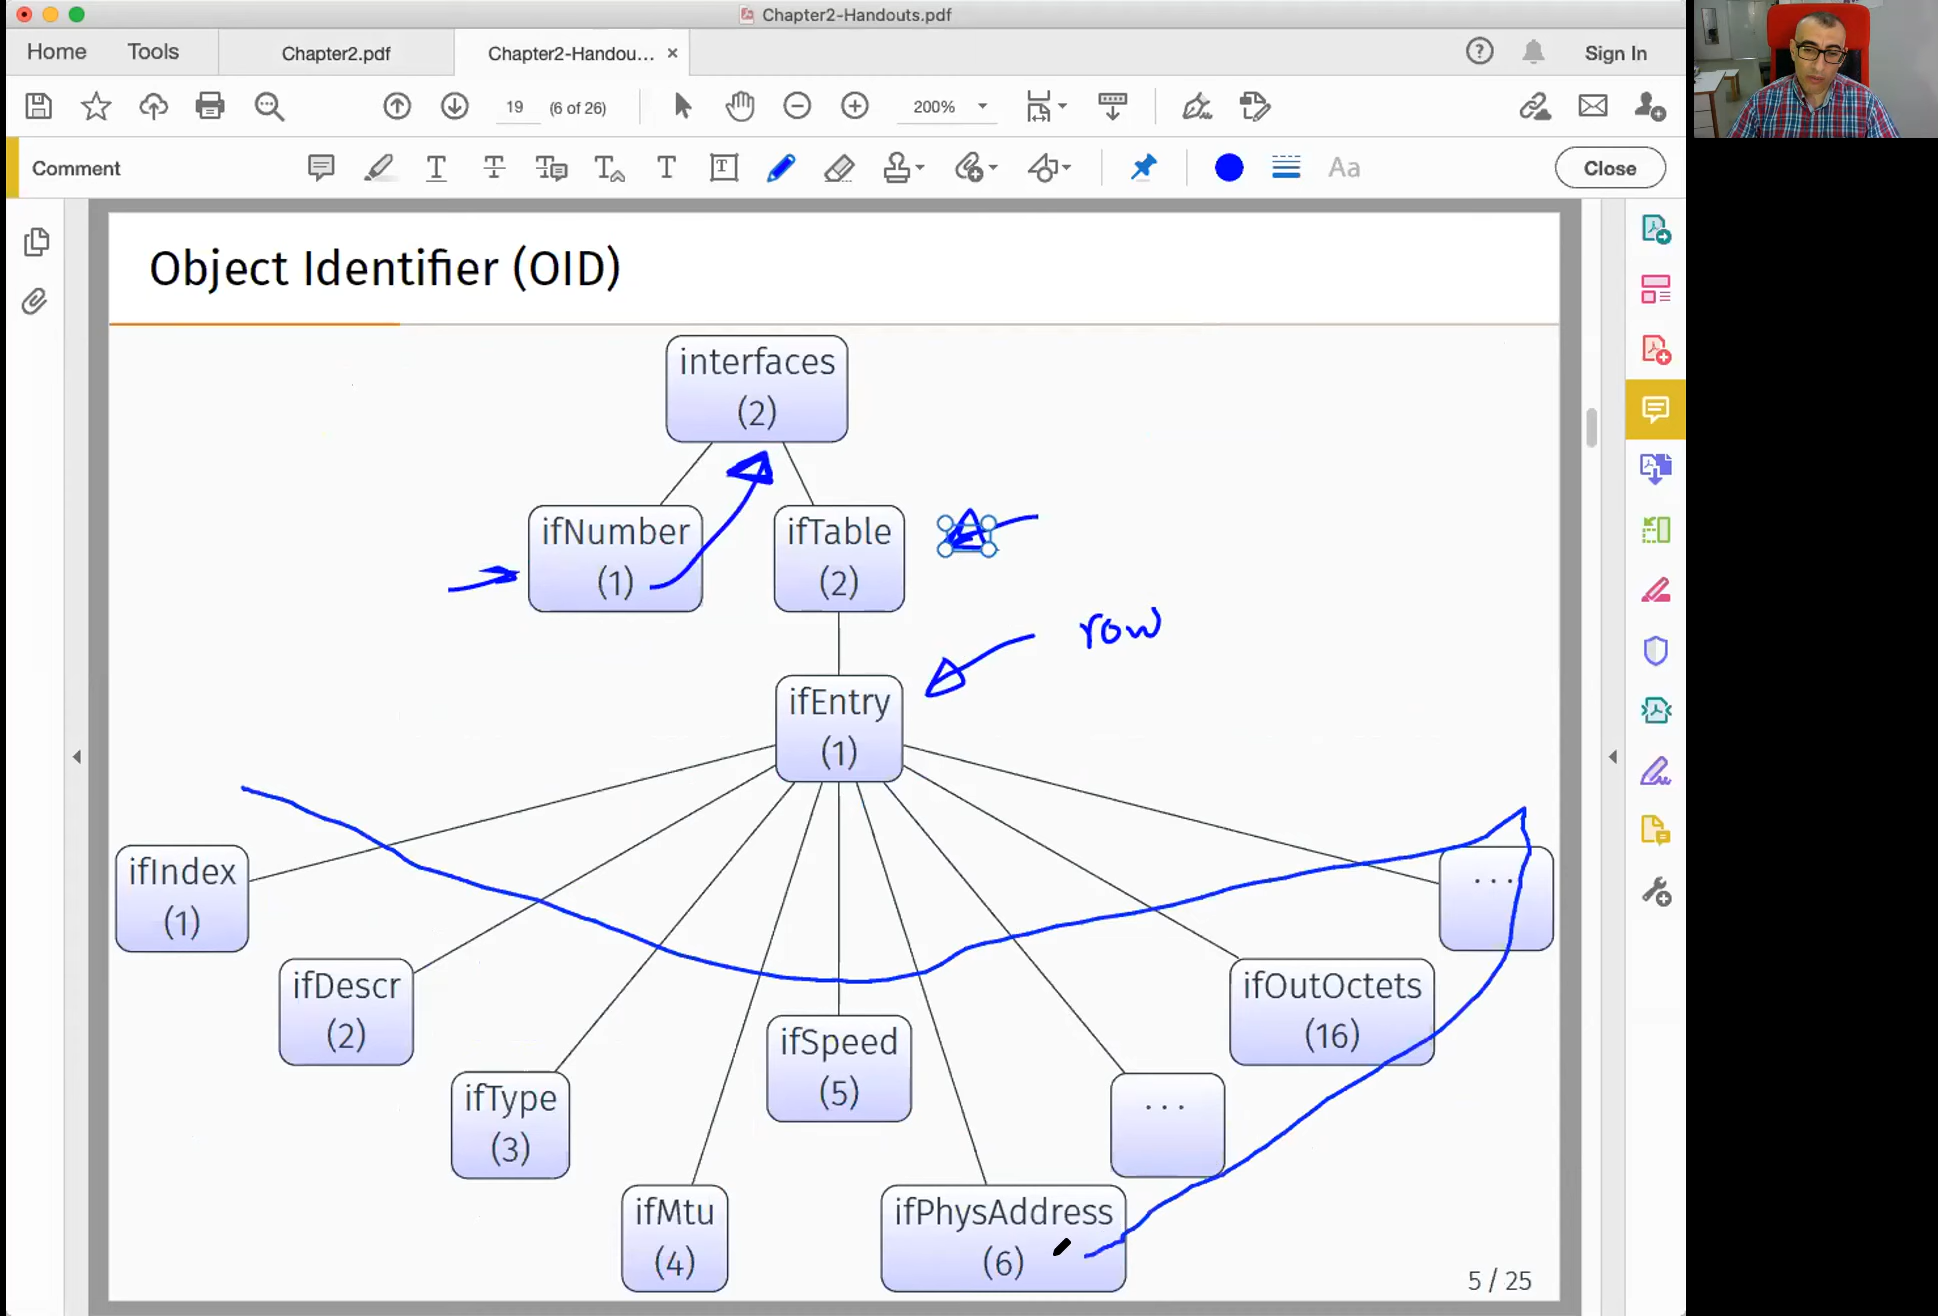 Chapter2-Handouts.pdf
Home Tools Chapter2.pdf Chapter2-Handou... × Sign In
19 (6 of 26) 200%
Comment Aa Close
Object Identifier (OID)
interfaces
(2)
ifNumber
(1)
ifTable
(2)
row
ifEntry
(1)
ifIndex
(1)
ifDescr
(2)
ifType
(3)
ifMtu
(4)
ifSpeed
(5)
ifPhysAddress
(6)
...
ifOutOctets
(16)
...
5 / 25